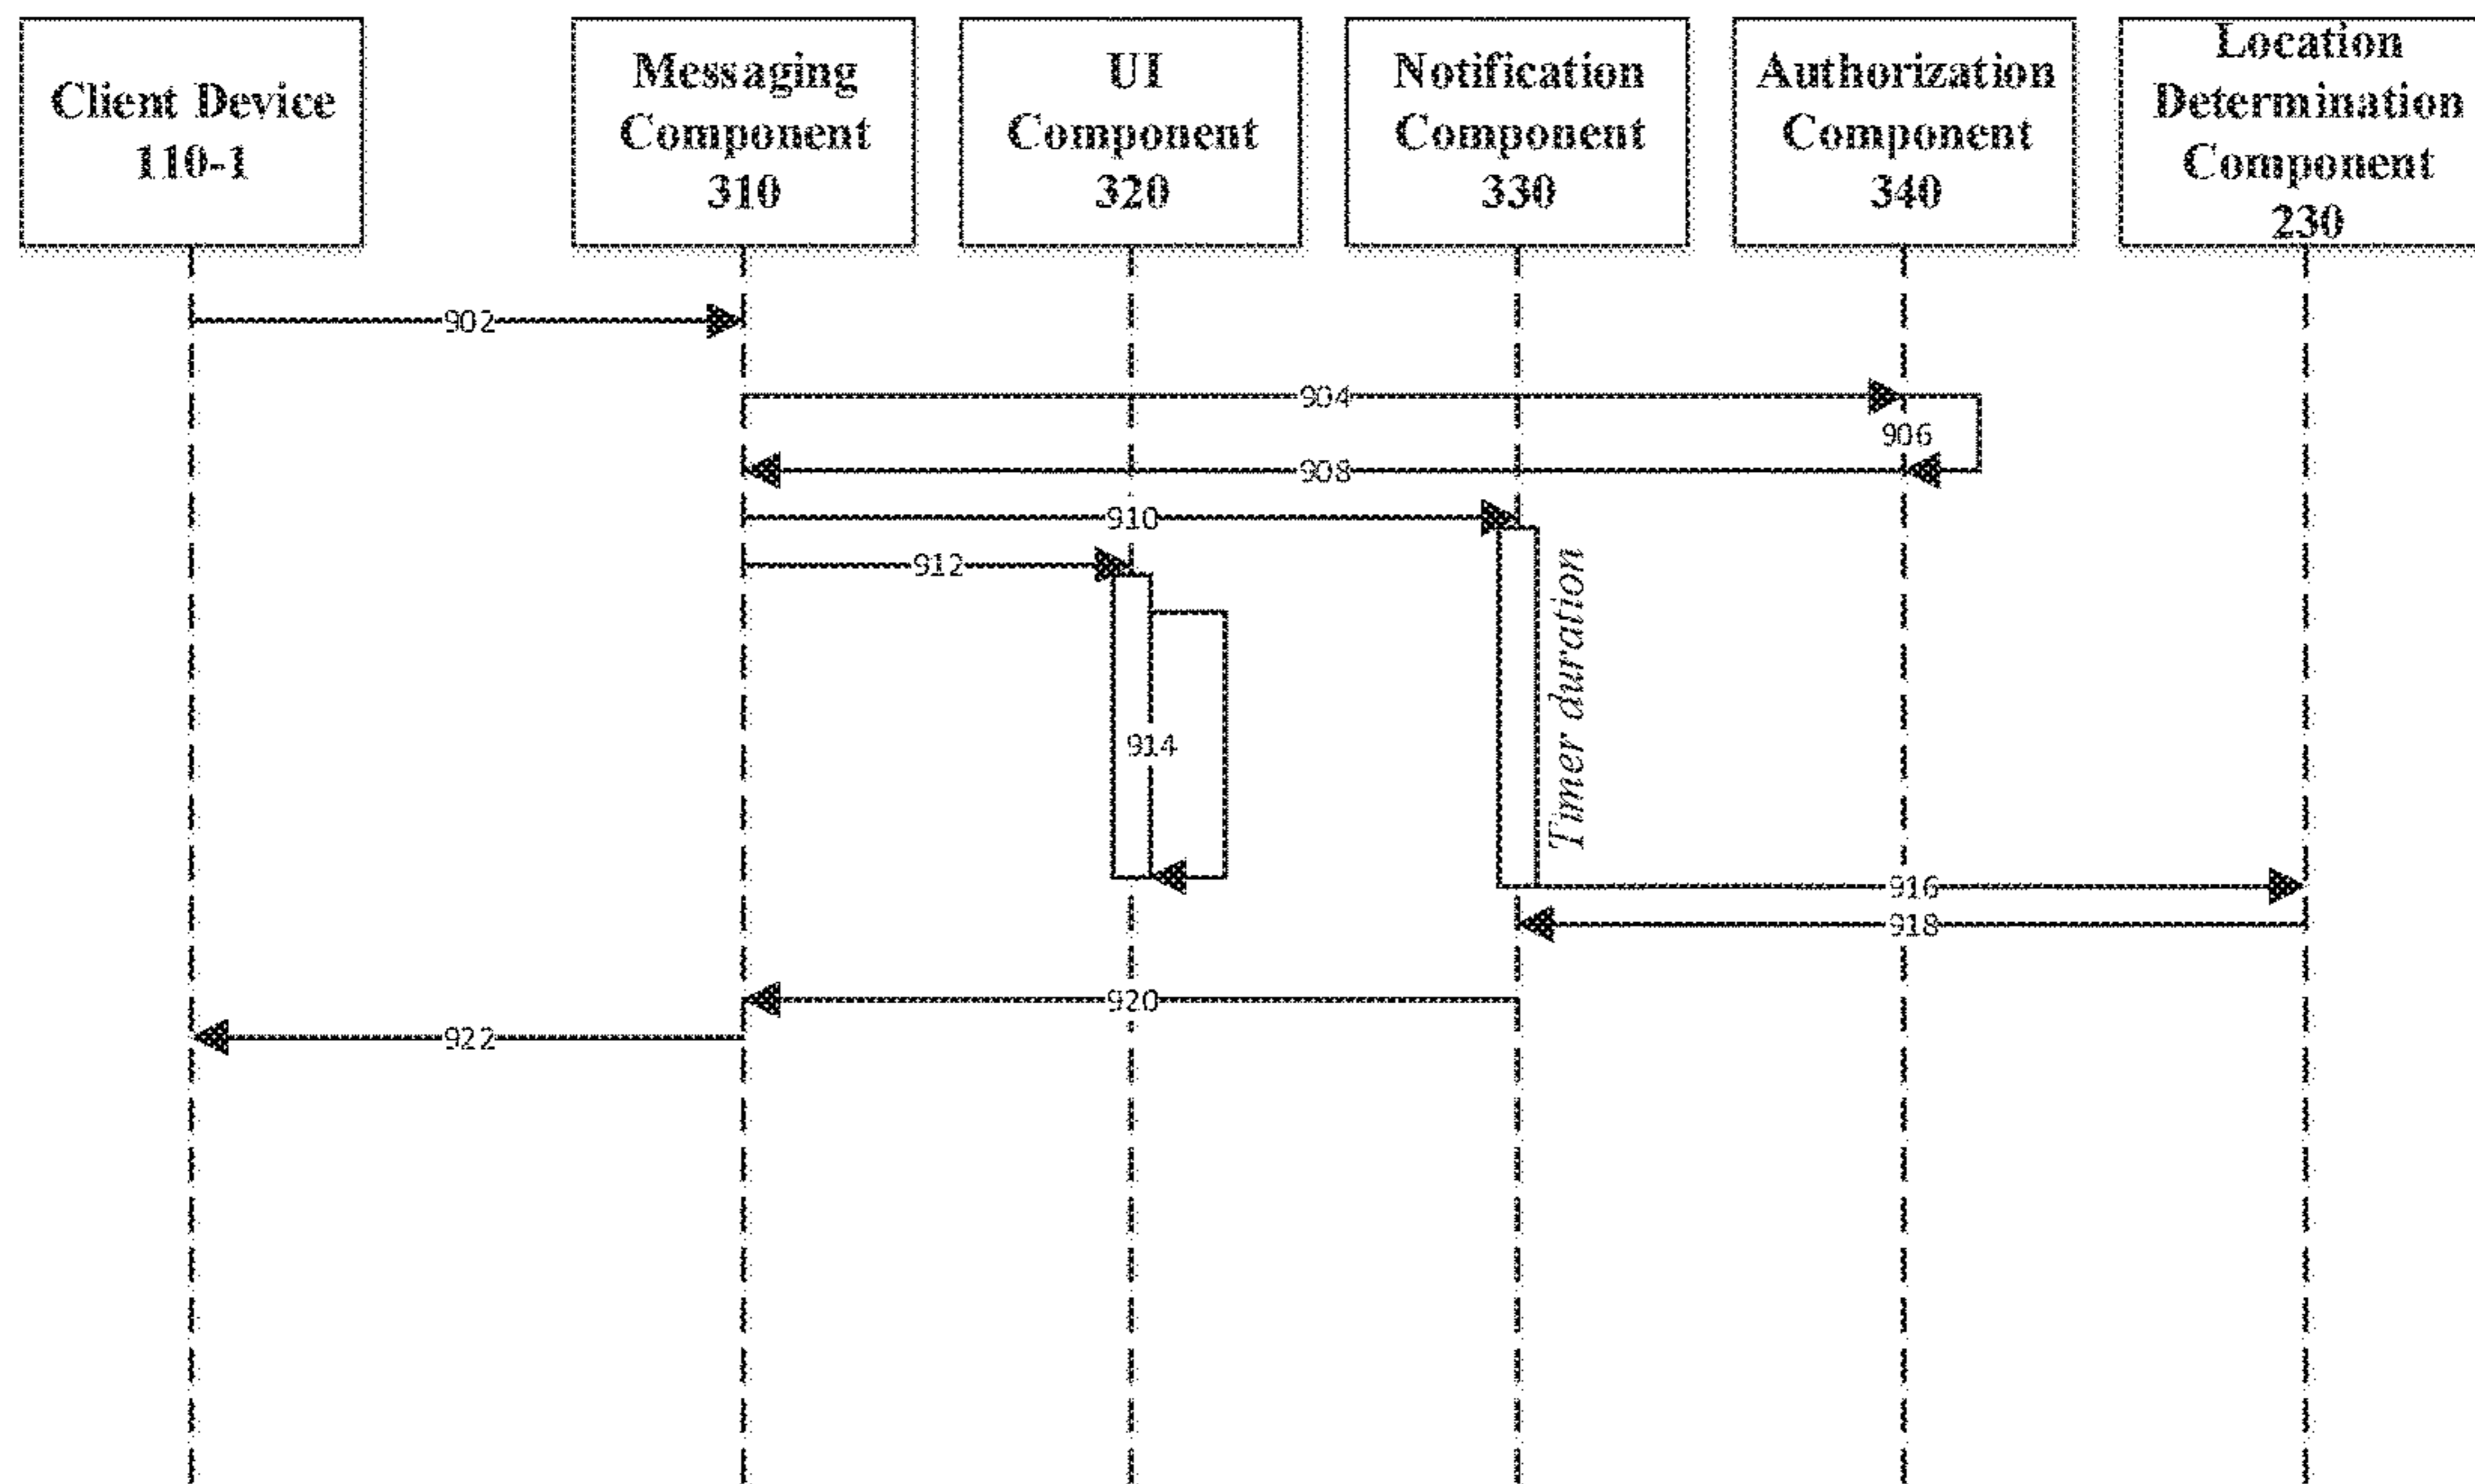 Client Device
110-1
Messaging
Component
310
UI
Component
320
Notification
Component
330
Authorization
Component
340
Location
Determination
Component
230
902
904
906
908
910
912
914
Timer duration
916
918
920
922